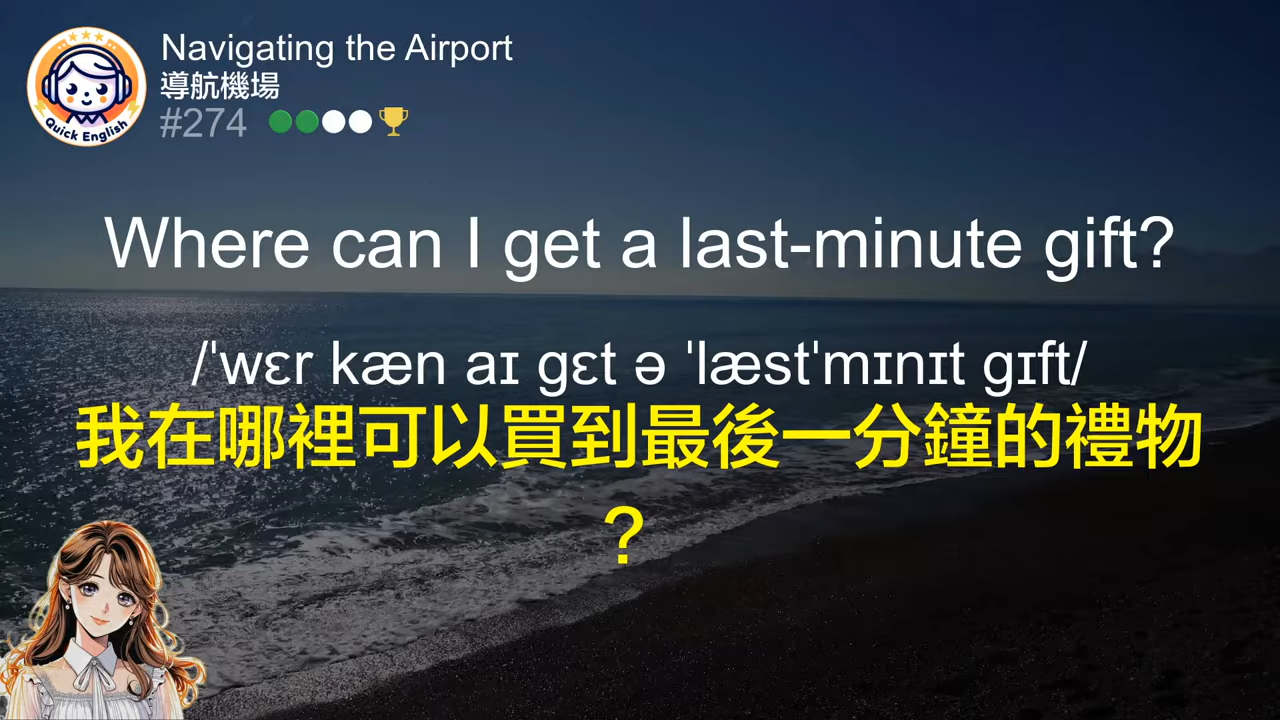 Navigating the Airport
導航機場
#274
Quick English
Where can I get a last-minute gift?
/ˈwɛr kæn aɪ gɛt ə ˈlæstˈmɪnɪt gɪft/
我在哪裡可以買到最後一分鐘的禮物
?